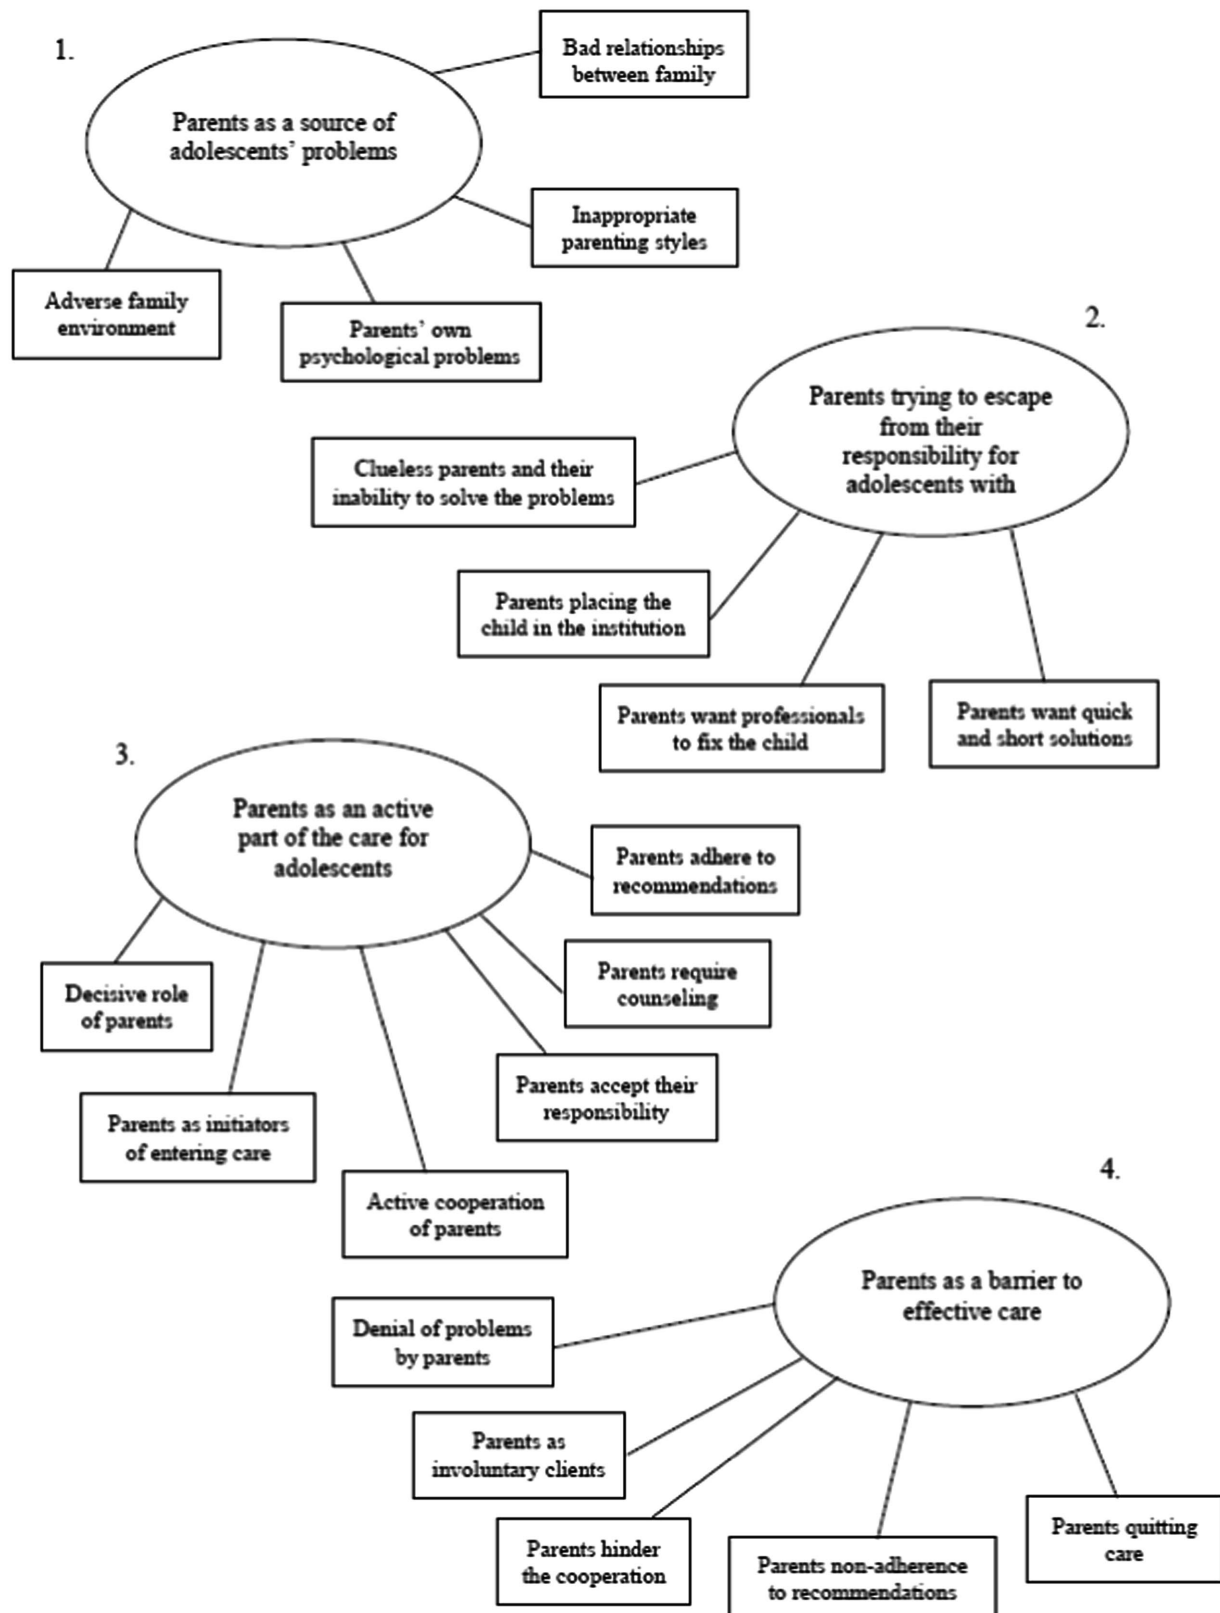 1.
Parents as a source of
adolescents’ problems
Bad relationships
between family
Inappropriate
parenting styles
Adverse family
environment
Parents’ own
psychological problems
2.
Parents trying to escape
from their
responsibility for
adolescents with
Clueless parents and their
inability to solve the problems
Parents placing the
child in the institution
Parents want professionals
to fix the child
Parents want quick
and short solutions
3.
Parents as an active
part of the care for
adolescents
Parents adhere to
recommendations
Parents require
counseling
Parents accept their
responsibility
Decisive role
of parents
Parents as initiators
of entering care
Active cooperation
of parents
4.
Parents as a barrier to
effective care
Denial of problems
by parents
Parents as
involuntary clients
Parents hinder
the cooperation
Parents non-adherence
to recommendations
Parents quitting
care